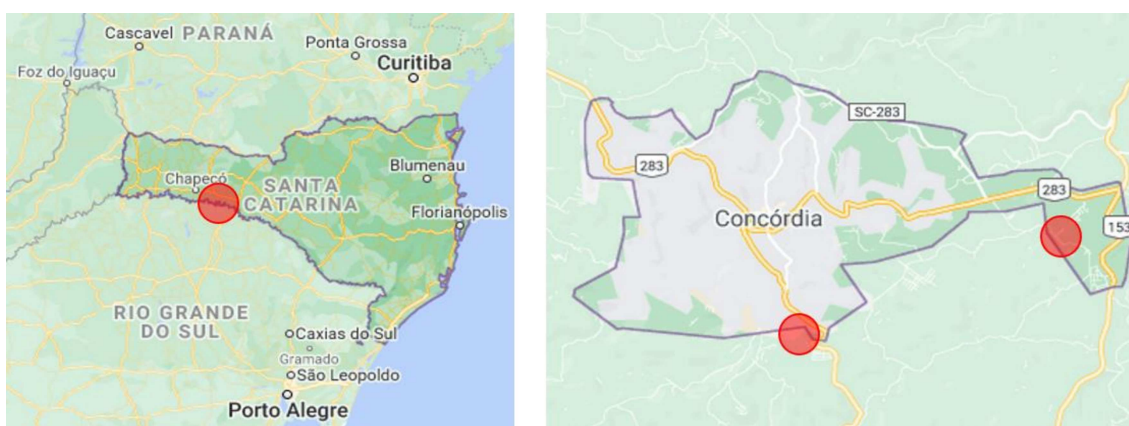 Cascavel
PARANÁ
Ponta Grossa
Curitiba
Foz do Iguaçu
Chapecó
SANTA
CATARINA
Blumenau
Florianópolis
RIO GRANDE
DO SUL
Caxias do Sul
Gramado
São Leopoldo
Porto Alegre
SC-283
283
283
Concórdia
153